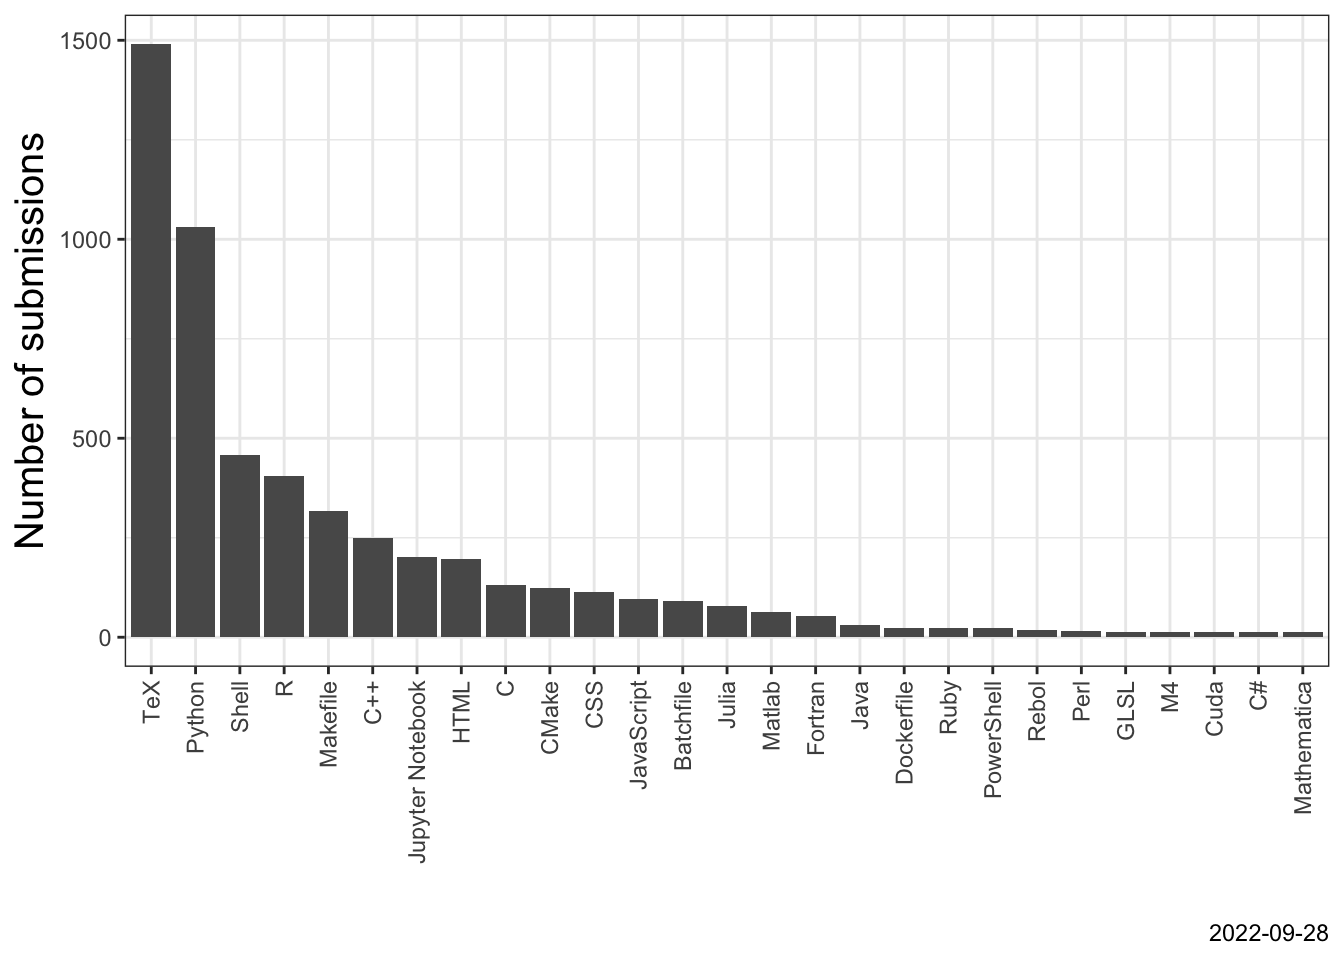 Number of submissions
1500
1000
500
0
TeX
Python
Shell
R
Makefile
C++
Jupyter Notebook
HTML
C
CMake
CSS
JavaScript
Batchfile
Julia
Matlab
Fortran
Java
Dockerfile
Ruby
PowerShell
Rebol
Perl
GLSL
M4
Cuda
C#
Mathematica
2022-09-28